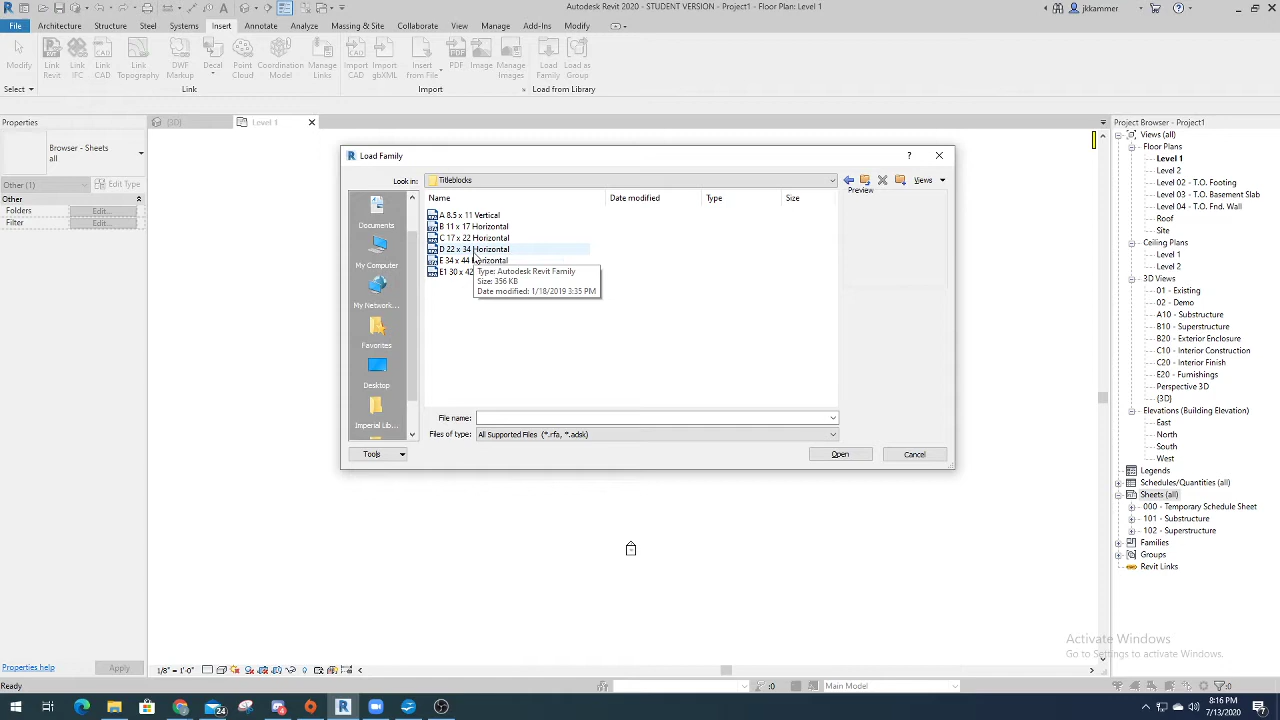 Autodesk Revit 2020 - STUDENT VERSION - Project1 - Floor Plan: Level 1
jkkammer
File Architecture Structure Steel Systems Insert Annotate Analyze Massing & Site Collaborate View Manage Add-Ins Modify
Modify
Link Revit
Link IFC
Link CAD
Link Topography
DWF Markup
Decal
Point Cloud
Coordination Model
Manage Links
Import CAD
Import gbXML
Insert from File
PDF
Image
Manage Images
Load Family
Load as Group
Select
Link
Import
Load from Library
Properties
Browser - Sheets
all
Other (1)
Edit Type
Other
Folders Edit...
Filter Edit...
Properties help
Apply
{3D}
Level 1
Load Family
Look in:
Titleblocks
Views
Documents
My Computer
My Network...
Favorites
Desktop
Imperial Lib...
Name Date modified Type Size
A 8.5 x 11 Vertical
B 11 x 17 Horizontal
C 17 x 22 Horizontal
D 22 x 34 Horizontal
E 34 x 44 Horizontal
E1 30 x 42
Type: Autodesk Revit Family
Size: 356 KB
Date modified: 1/18/2019 3:35 PM
Preview
File name:
Files of type: All Supported Files (*.rfa, *.adsk)
Tools
Open
Cancel
Project Browser - Project1
Views (all)
Floor Plans
Level 1
Level 2
Level 02 - T.O. Footing
Level 03 - T.O. Basement Slab
Level 04 - T.O. Fnd. Wall
Roof
Site
Ceiling Plans
Level 1
Level 2
3D Views
01 - Existing
02 - Demo
A10 - Substructure
B10 - Superstructure
B20 - Exterior Enclosure
C10 - Interior Construction
C20 - Interior Finish
E20 - Furnishings
Perspective 3D
{3D}
Elevations (Building Elevation)
East
North
South
West
Legends
Schedules/Quantities (all)
Sheets (all)
000 - Temporary Schedule Sheet
101 - Substructure
102 - Superstructure
Families
Groups
Revit Links
Activate Windows
Go to Settings to activate Windows.
1/8" = 1'-0"
Ready
:0
Main Model
:0
24
8:16 PM
7/13/2020